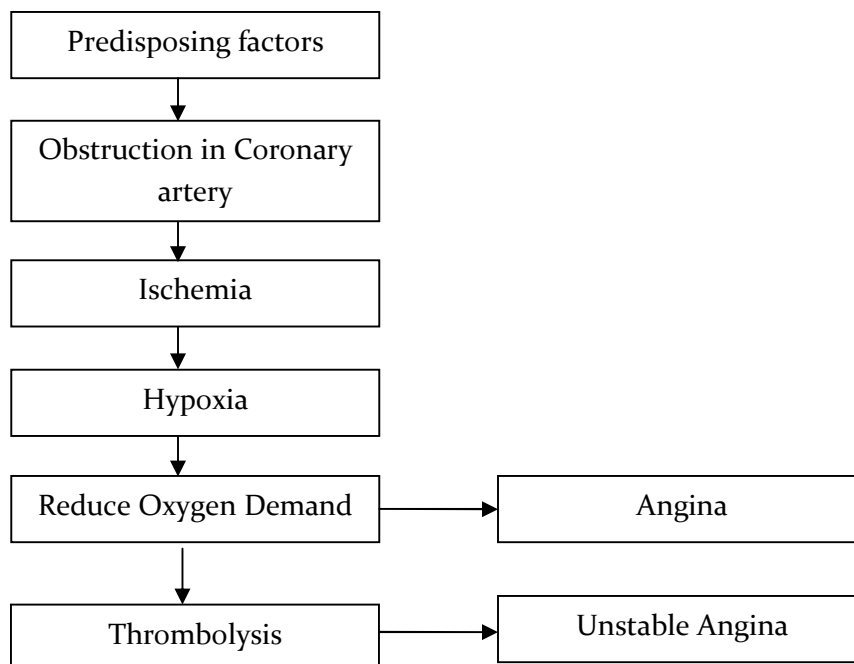 Predisposing factors
Obstruction in Coronary
artery
Ischemia
Hypoxia
Reduce Oxygen Demand
Angina
Thrombolysis
Unstable Angina